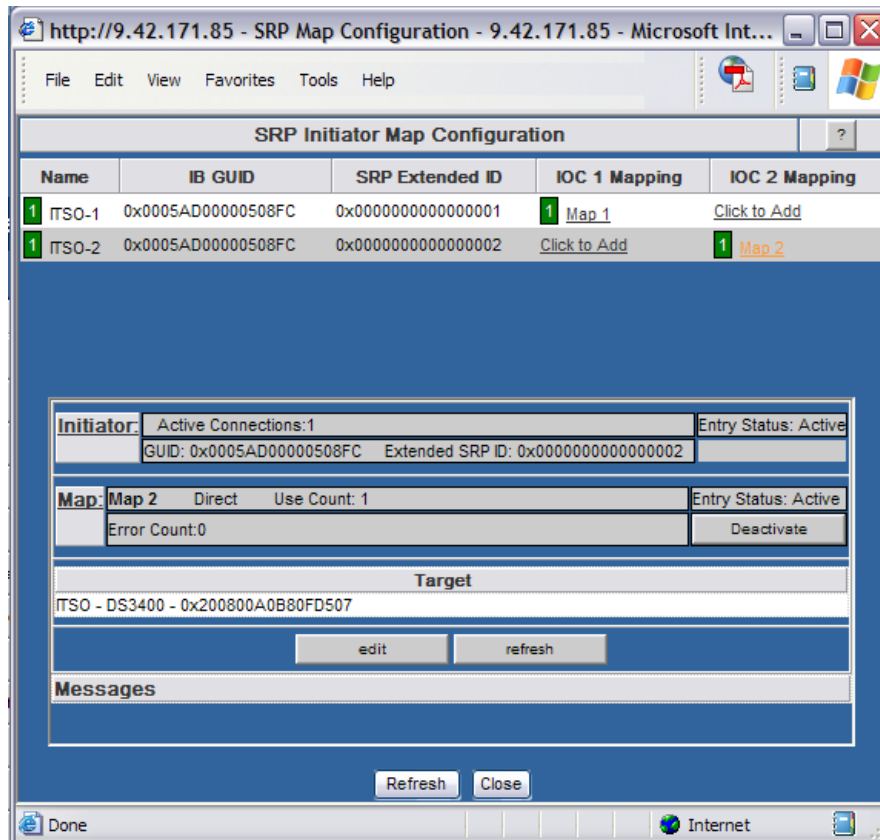 http://9.42.171.85 - SRP Map Configuration - 9.42.171.85 - Microsoft Int...
File Edit View Favorites Tools Help
SRP Initiator Map Configuration ?
Name IB GUID SRP Extended ID IOC 1 Mapping IOC 2 Mapping
1 ITSO-1 0x0005AD00000508FC 0x0000000000000001 1 Map 1 Click to Add
1 ITSO-2 0x0005AD00000508FC 0x0000000000000002 Click to Add 1 Map 2
Initiator: Active Connections:1 Entry Status: Active
GUID: 0x0005AD00000508FC Extended SRP ID: 0x0000000000000002
Map: Map 2 Direct Use Count: 1 Entry Status: Active
Error Count:0 Deactivate
Target
ITSO - DS3400 - 0x200800A0B80FD507
edit refresh
Messages
Refresh Close
Done Internet